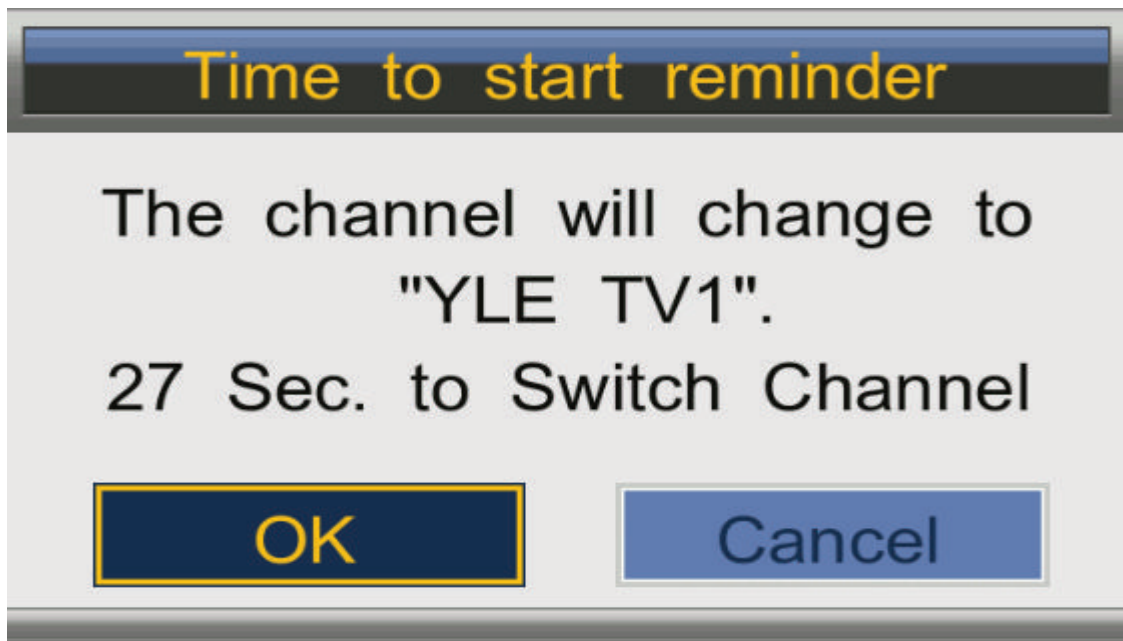 Time to start reminder
The channel will change to
"YLE TV1".
27 Sec. to Switch Channel
OK
Cancel